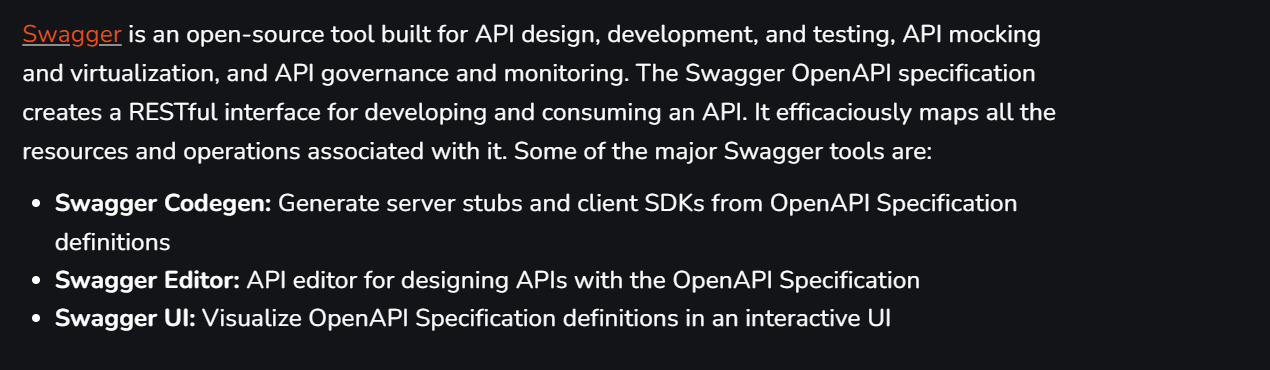 Swagger is an open-source tool built for API design, development, and testing, API mocking
and virtualization, and API governance and monitoring. The Swagger OpenAPI specification
creates a RESTful interface for developing and consuming an API. It efficaciously maps all the
resources and operations associated with it. Some of the major Swagger tools are:
• Swagger Codegen: Generate server stubs and client SDKs from OpenAPI Specification
definitions
• Swagger Editor: API editor for designing APIs with the OpenAPI Specification
• Swagger UI: Visualize OpenAPI Specification definitions in an interactive UI